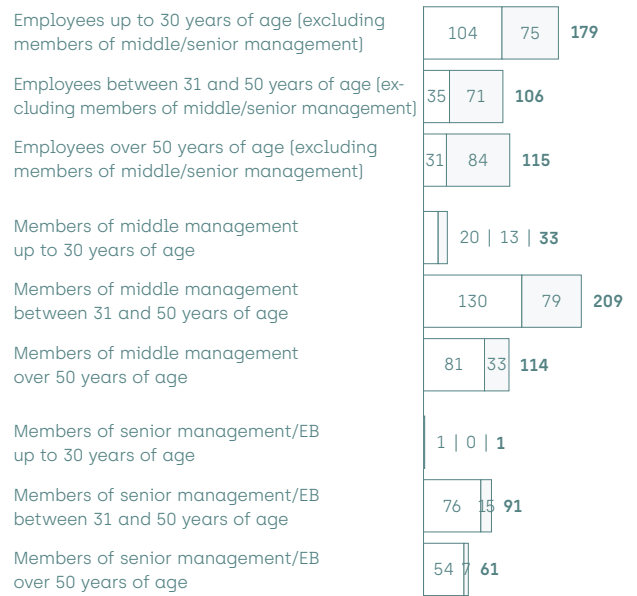 Employees up to 30 years of age (excluding
members of middle/senior management)
104 75 179
Employees between 31 and 50 years of age (ex-
cluding members of middle/senior management)
35 71 106
Employees over 50 years of age (excluding
members of middle/senior management)
31 84 115
Members of middle management
up to 30 years of age
20 | 13 | 33
Members of middle management
between 31 and 50 years of age
130 79 209
Members of middle management
over 50 years of age
81 33 114
Members of senior management/EB
up to 30 years of age
1 | 0 | 1
Members of senior management/EB
between 31 and 50 years of age
76 15 91
Members of senior management/EB
over 50 years of age
54 7 61